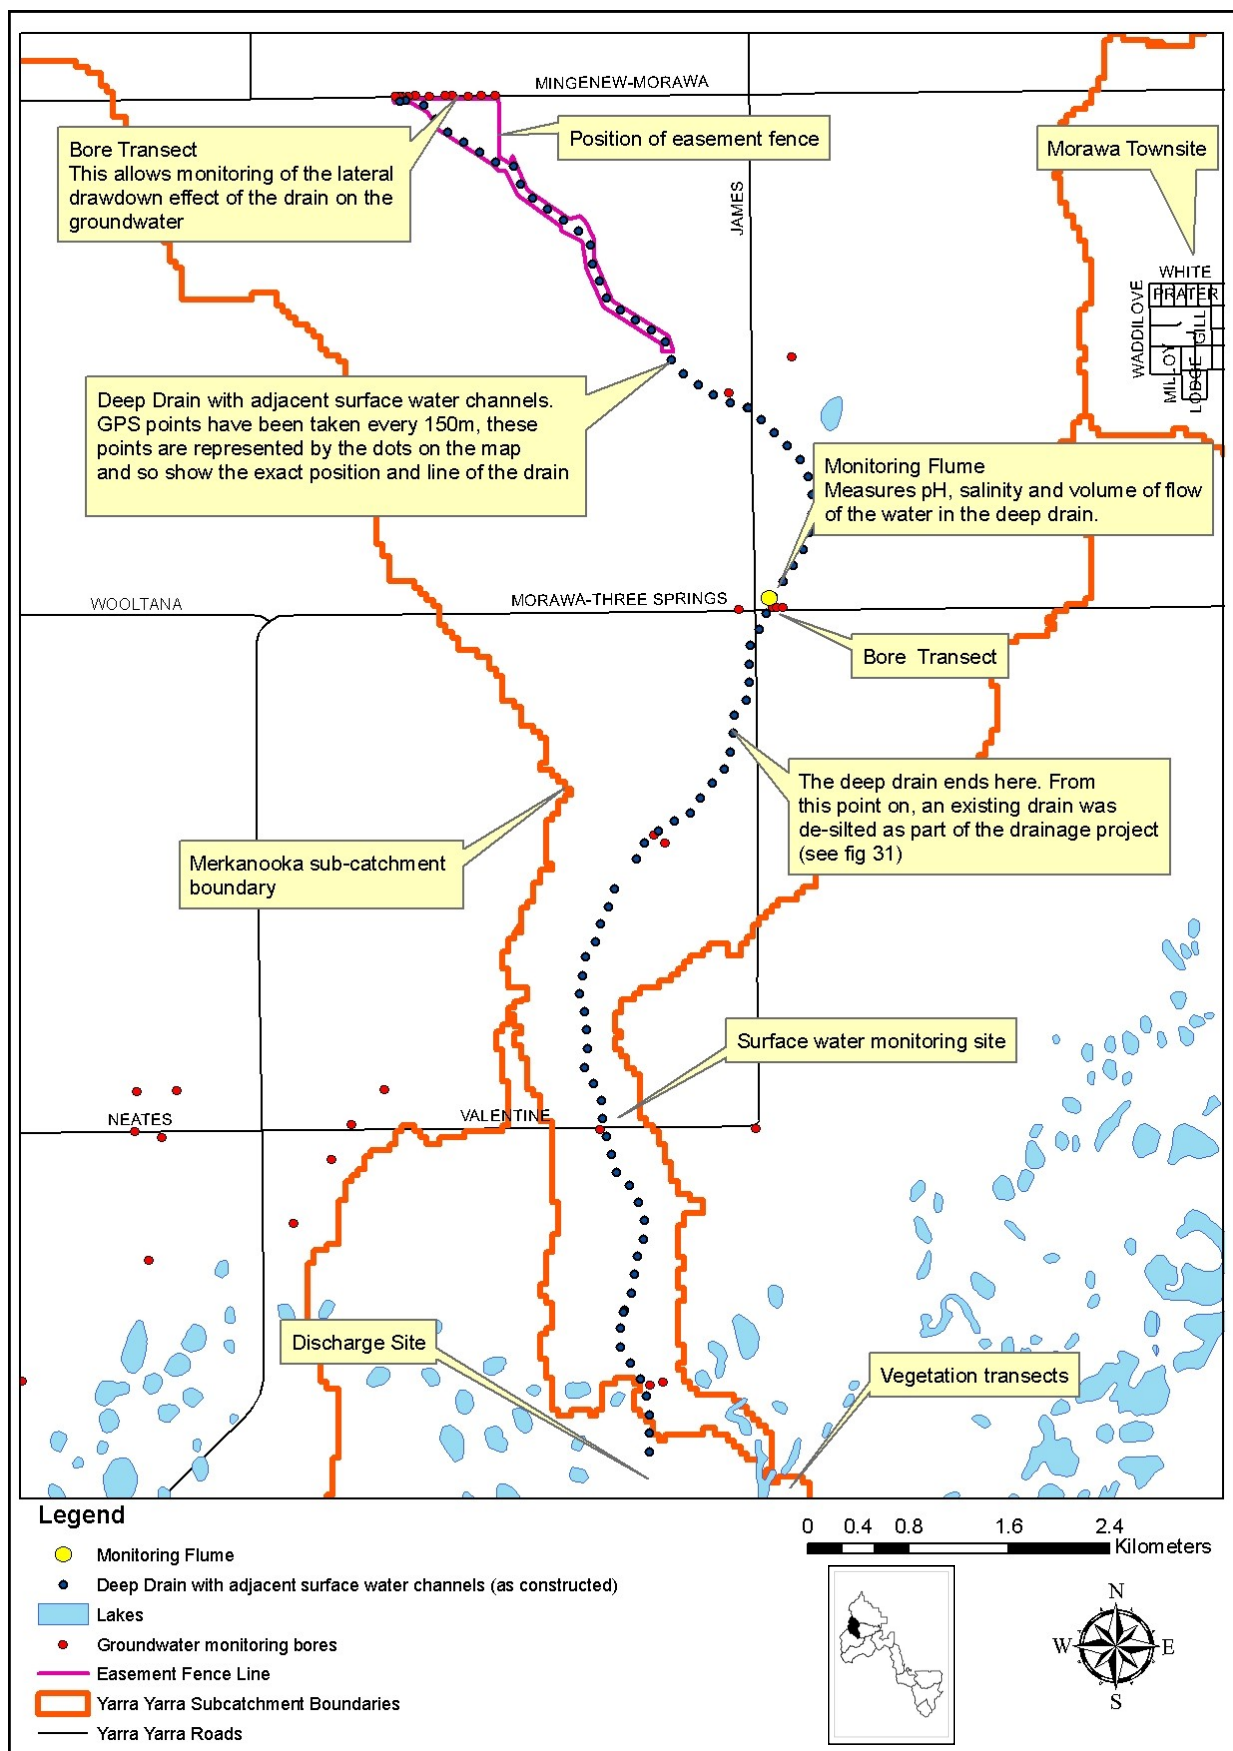 MINGENEW-MORAWA
Bore Transect
This allows monitoring of the lateral
drawdown effect of the drain on the
groundwater
Position of easement fence
Morawa Townsite
JAMES
WHITE
PRATER
WADDILOVE
GILL
MILLOY
LODGE
Deep Drain with adjacent surface water channels.
GPS points have been taken every 150m, these
points are represented by the dots on the map
and so show the exact position and line of the drain
Monitoring Flume
Measures pH, salinity and volume of flow
of the water in the deep drain.
WOOLTANA
MORAWA-THREE SPRINGS
Bore Transect
The deep drain ends here. From
this point on, an existing drain was
de-silted as part of the drainage project
(see fig 31)
Merkanooka sub-catchment
boundary
Surface water monitoring site
NEATES
VALENTINE
Discharge Site
Vegetation transects
Legend
Monitoring Flume
Deep Drain with adjacent surface water channels (as constructed)
Lakes
Groundwater monitoring bores
Easement Fence Line
Yarra Yarra Subcatchment Boundaries
Yarra Yarra Roads
0 0.4 0.8 1.6 2.4
Kilometers
N
W E
S